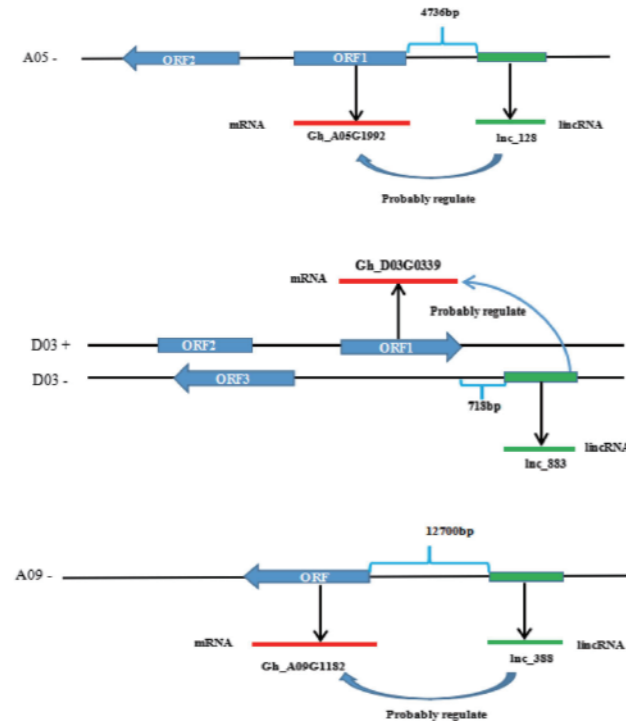 4736bp
A05 -
ORF2
ORF1
mRNA
Gh_A05G1992
lnc_128
lincRNA
Probably regulate
Gh_D03G0339
mRNA
Probably regulate
D03 +
ORF2
ORF1
D03 -
ORF3
718bp
lnc_883
lincRNA
12700bp
A09 -
ORF
mRNA
Gh_A09G1182
lnc_388
lincRNA
Probably regulate